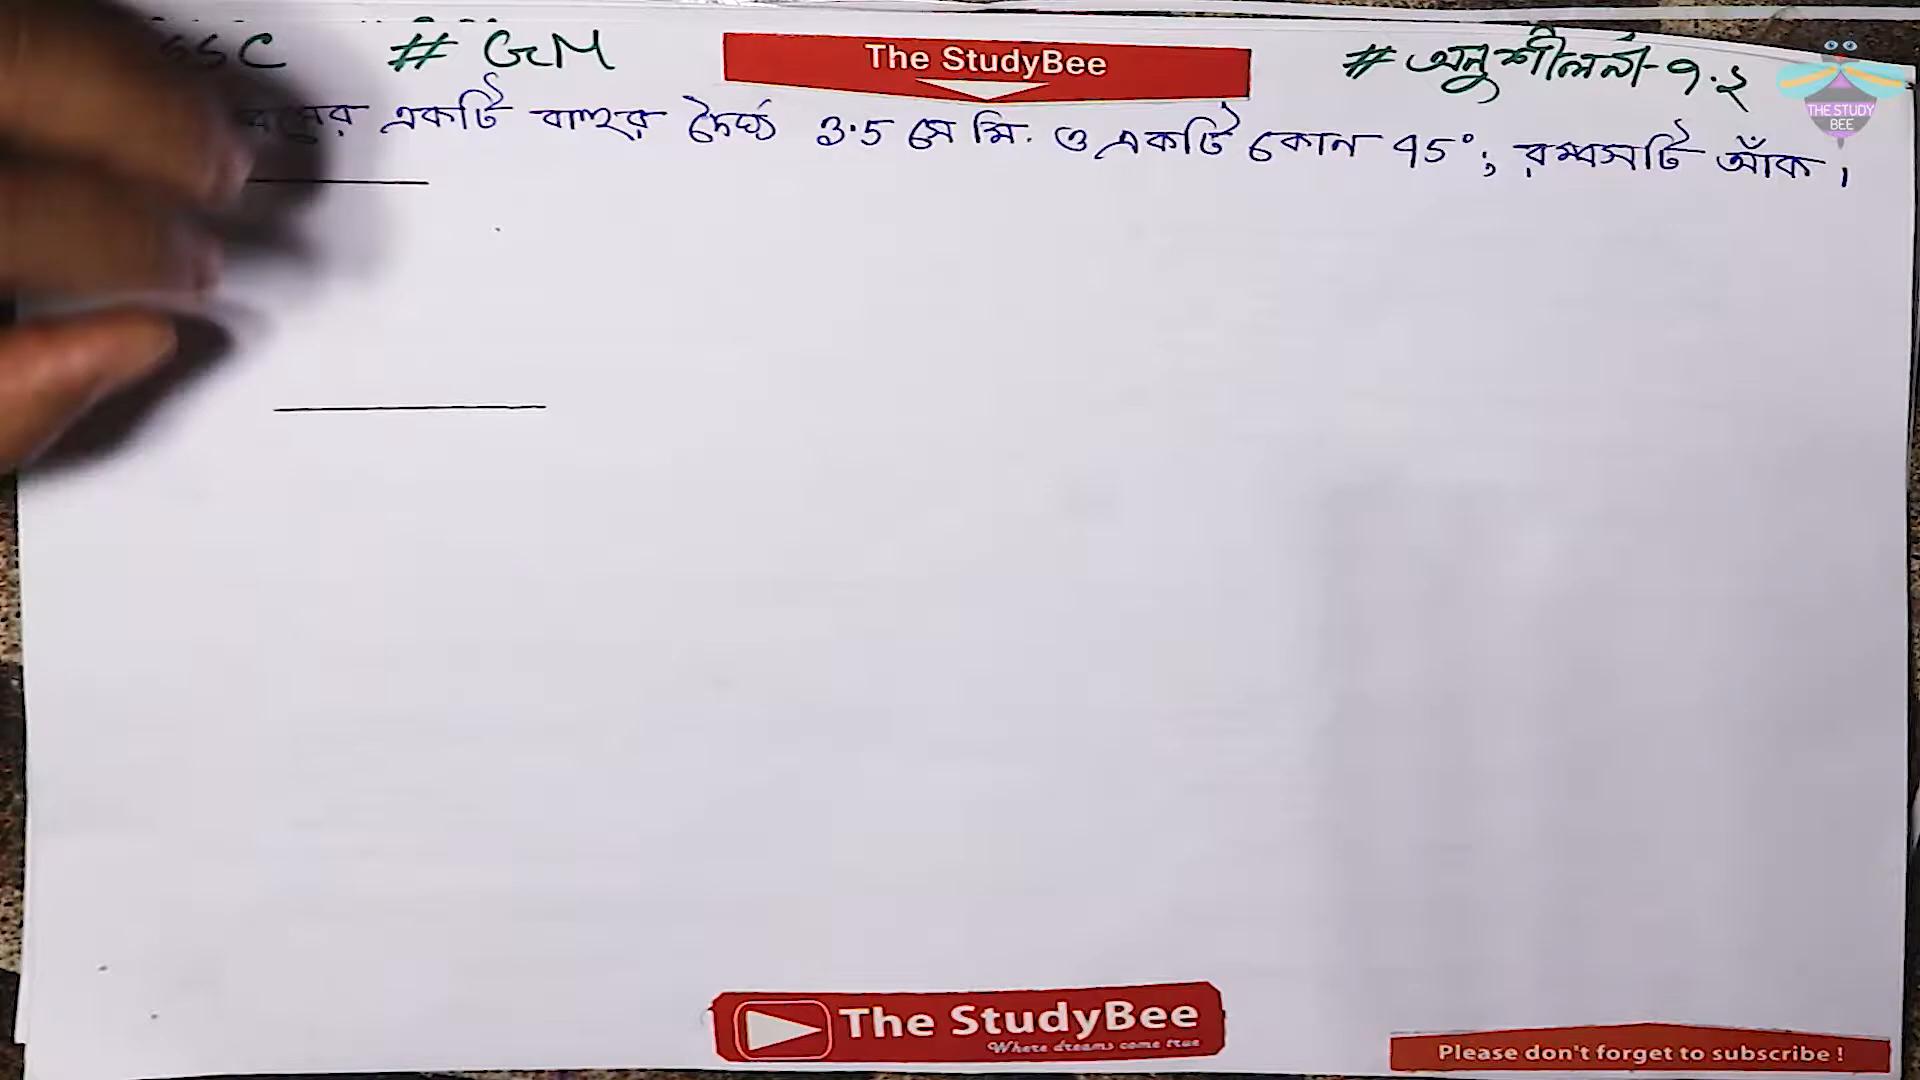 SSC # GM The StudyBee # অনুশীলনী-৭.২
THE STUDY BEE
একটি বাহুর দৈর্ঘ্য 3.5 সে মি. ও একটি কোন 45°; রম্বসটি আঁক।
The StudyBee
Where dreams come true
Please don't forget to subscribe !